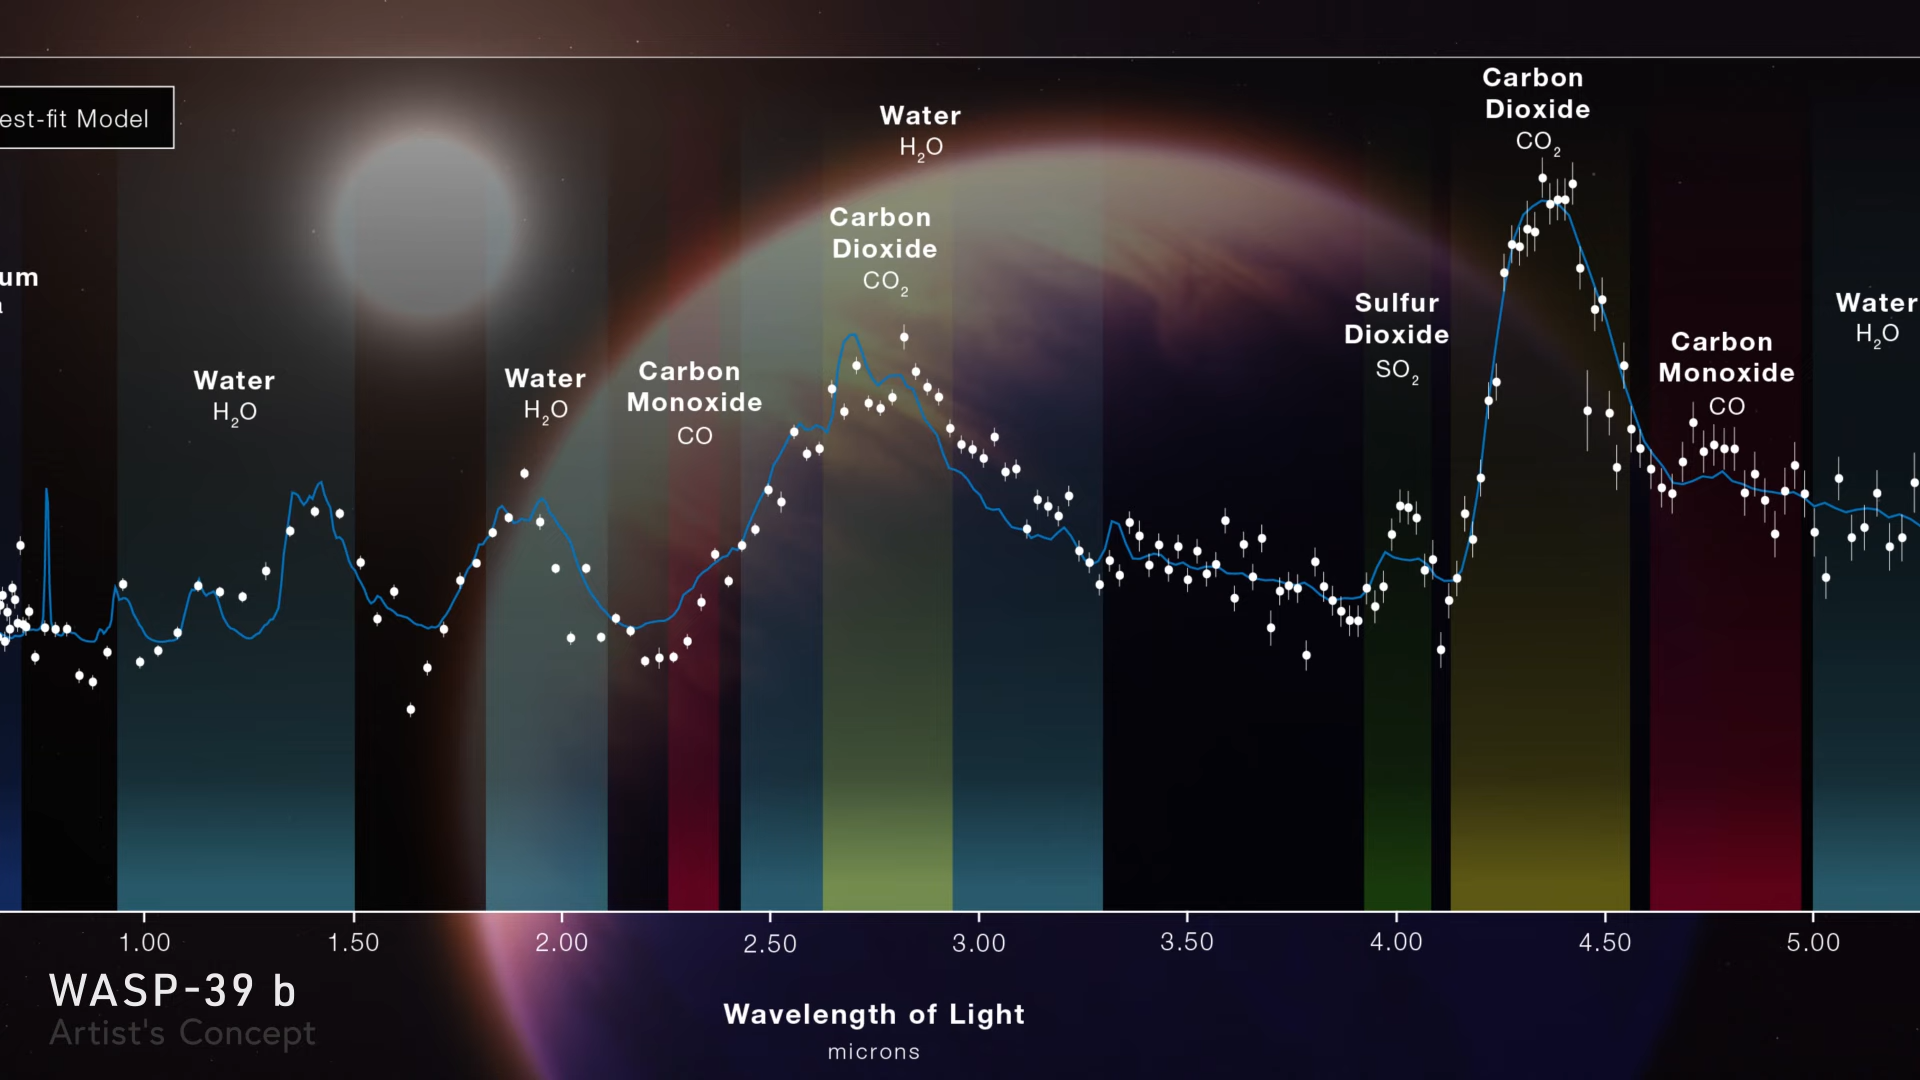 Carbon
Dioxide
CO₂
est-fit Model
Water
H₂O
Carbon
Dioxide
CO₂
um
Sulfur
Dioxide
SO₂
Water
H₂O
Carbon
Monoxide
CO
Water
H₂O
Water
H₂O
Carbon
Monoxide
CO
1.00 1.50 2.00 2.50 3.00 3.50 4.00 4.50 5.00
WASP-39 b
Artist's Concept
Wavelength of Light
microns